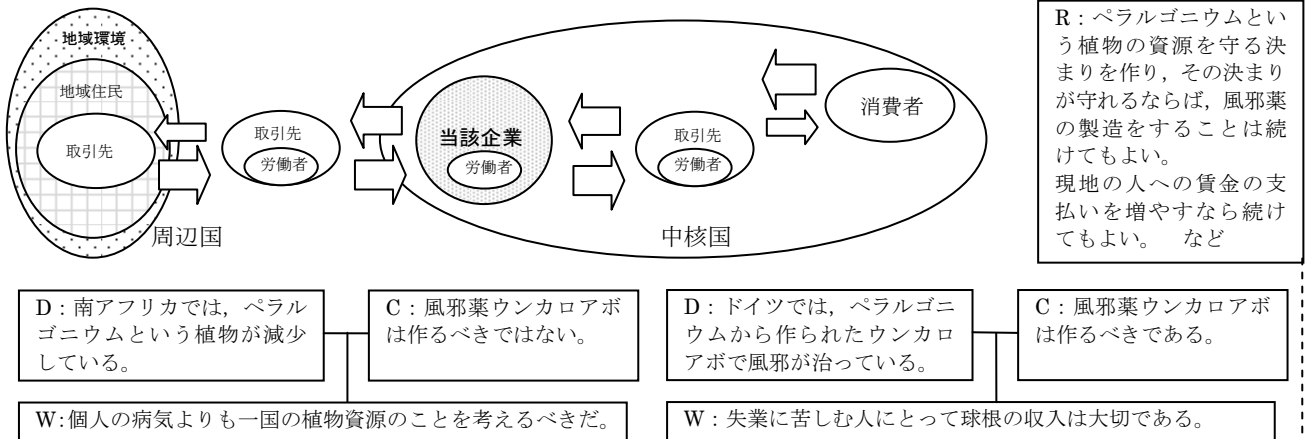 地域環境
地域住民
取引先
取引先
労働者
当該企業
労働者
取引先
労働者
消費者
周辺国
中核国
R：ペラルゴニウムとい
う植物の資源を守る決
まりを作り，その決まり
が守れるならば，風邪薬
の製造をすることは続
けてもよい。
現地の人への賃金の支
払いを増やすなら続け
てもよい。　など
D：南アフリカでは，ペラル
ゴニウムという植物が減少
している。
C：風邪薬ウンカロアボ
は作るべきではない。
D：ドイツでは，ペラルゴニ
ウムから作られたウンカロ
アボで風邪が治っている。
C：風邪薬ウンカロアボ
は作るべきである。
W：個人の病気よりも一国の植物資源のことを考えるべきだ。
W：失業に苦しむ人にとって球根の収入は大切である。